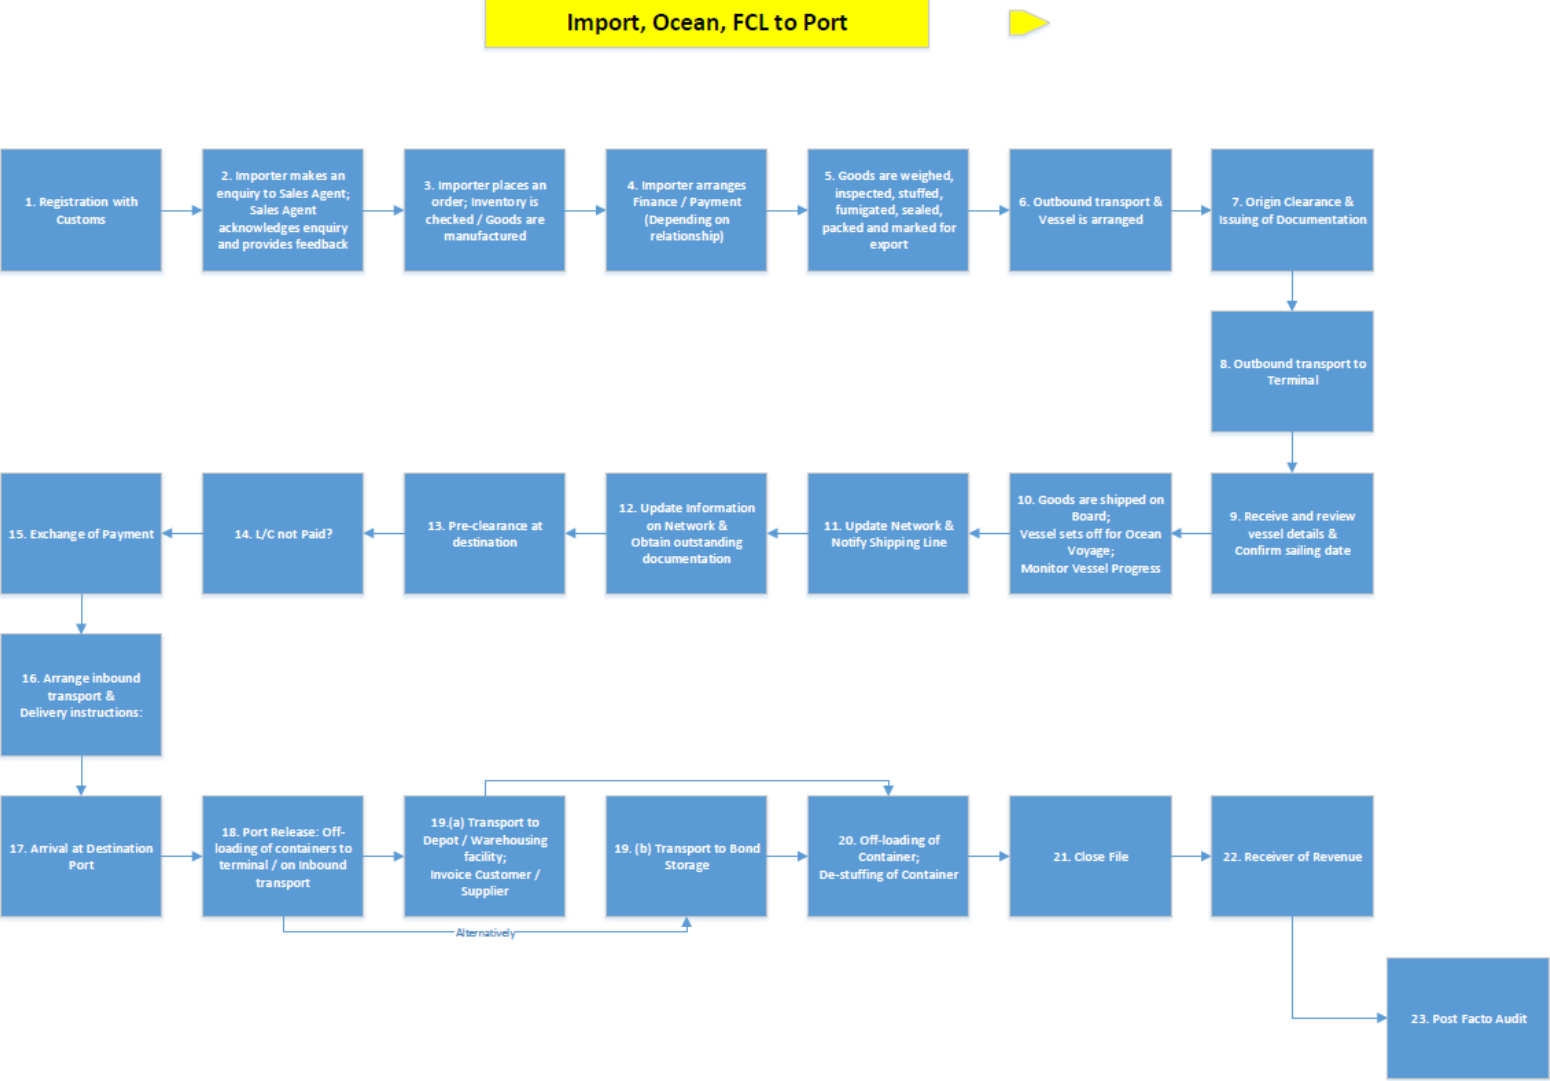 Import, Ocean, FCL to Port
1. Registration with
Customs
2. Importer makes an
enquiry to Sales Agent;
Sales Agent
acknowledges enquiry
and provides feedback
3. Importer places an
order; Inventory is
checked / Goods are
manufactured
4. Importer arranges
Finance / Payment
(Depending on
relationship)
5. Goods are weighed,
inspected, stuffed,
fumigated, sealed,
packed and marked for
export
6. Outbound transport &
Vessel is arranged
7. Origin Clearance &
Issuing of Documentation
8. Outbound transport to
Terminal
9. Receive and review
vessel details &
Confirm sailing date
10. Goods are shipped on
Board;
Vessel sets off for Ocean
Voyage;
Monitor Vessel Progress
11. Update Network &
Notify Shipping Line
12. Update Information
on Network &
Obtain outstanding
documentation
13. Pre-clearance at
destination
14. L/C not Paid?
15. Exchange of Payment
16. Arrange inbound
transport &
Delivery instructions:
17. Arrival at Destination
Port
18. Port Release: Off-
loading of containers to
terminal / on Inbound
transport
19.(a) Transport to
Depot / Warehousing
facility;
Invoice Customer /
Supplier
Alternatively
19. (b) Transport to Bond
Storage
20. Off-loading of
Container;
De-stuffing of Container
21. Close File
22. Receiver of Revenue
23. Post Facto Audit